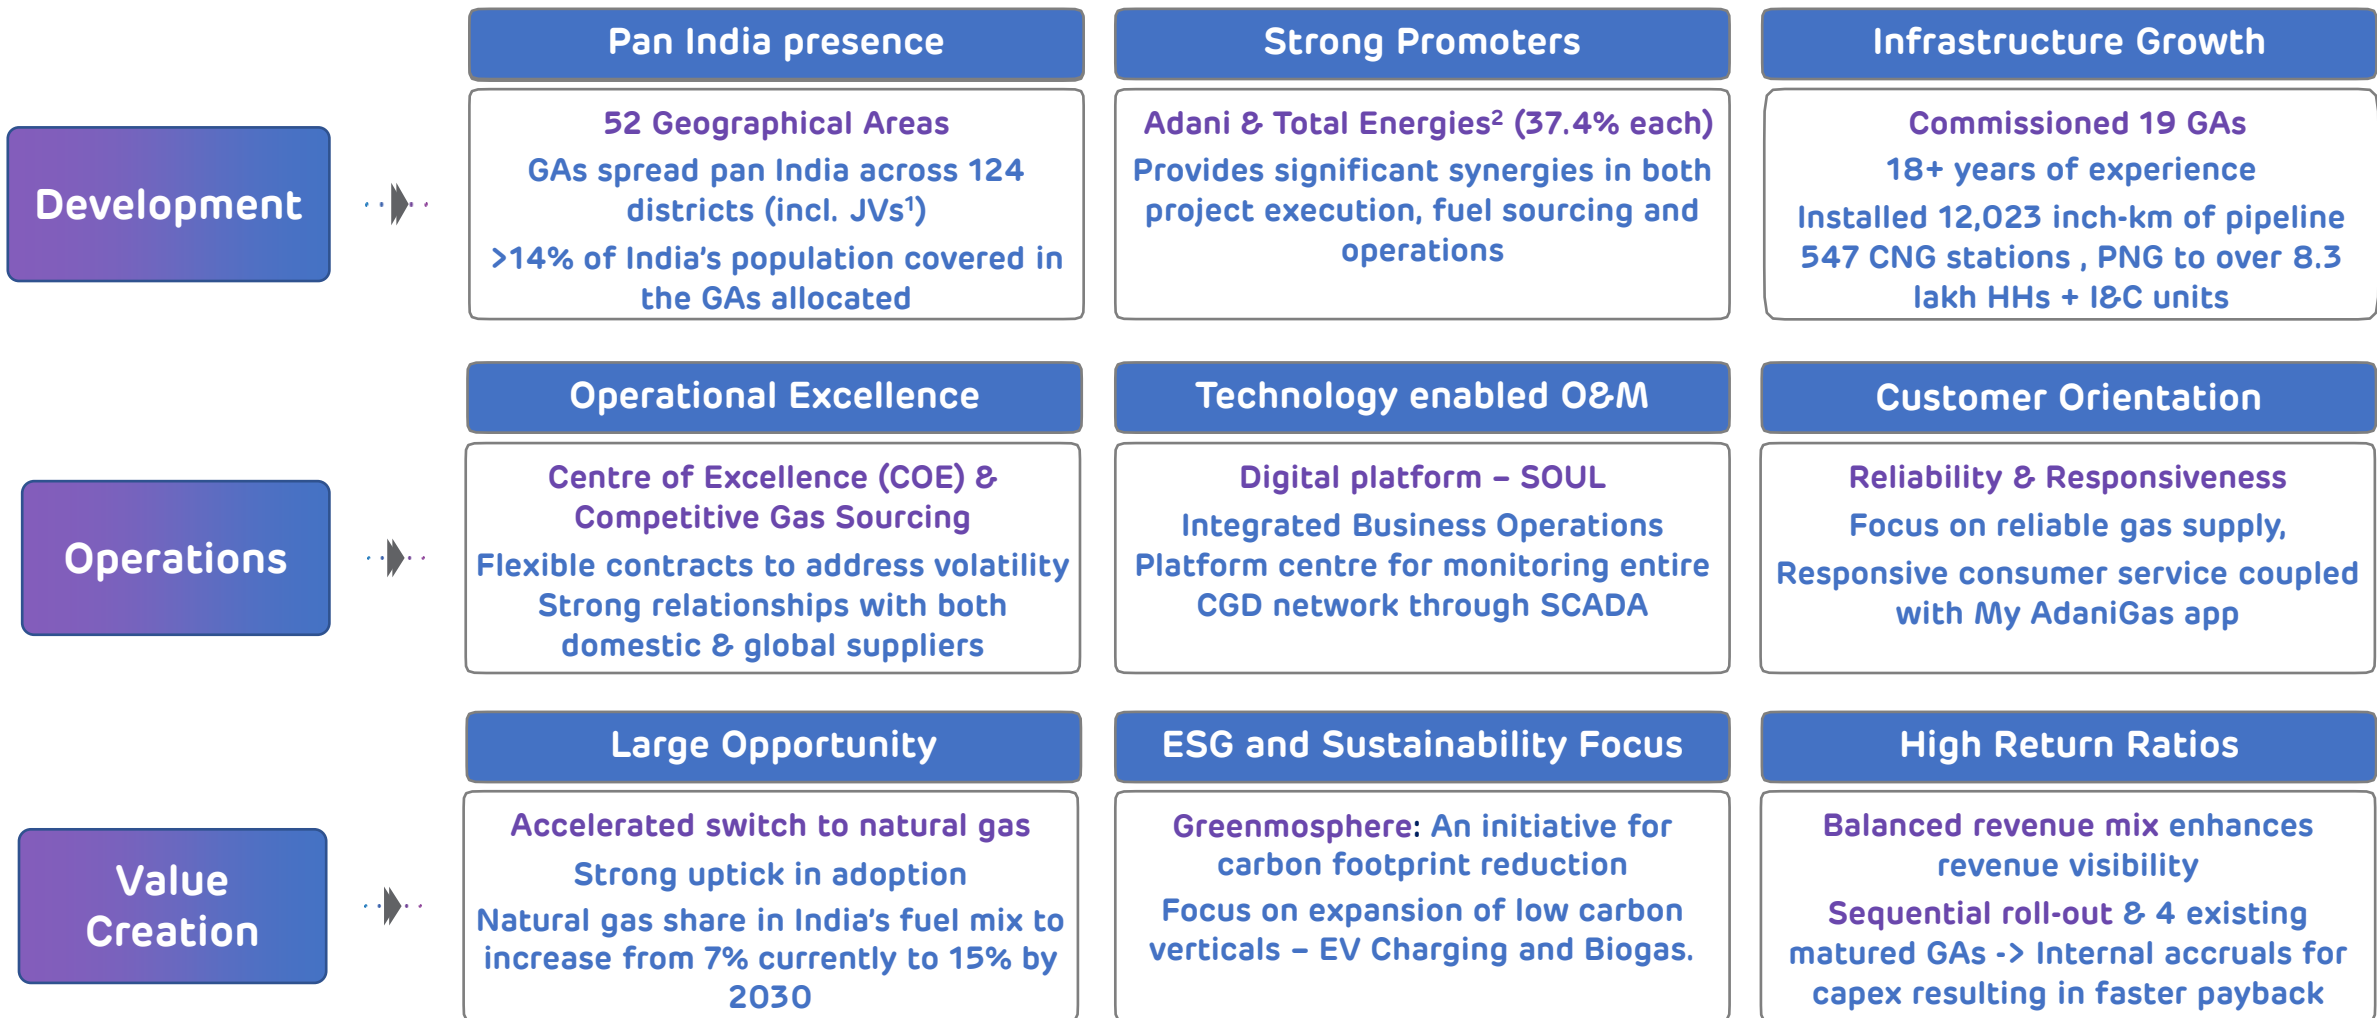 Pan India presence
Strong Promoters
Infrastructure Growth
Development
52 Geographical Areas
GAs spread pan India across 124
districts (incl. JVs¹)
>14% of India's population covered in
the GAs allocated
Adani & Total Energies² (37.4% each)
Provides significant synergies in both
project execution, fuel sourcing and
operations
Commissioned 19 GAs
18+ years of experience
Installed 12,023 inch-km of pipeline
547 CNG stations , PNG to over 8.3
lakh HHs + I&C units
Operational Excellence
Technology enabled O&M
Customer Orientation
Operations
Centre of Excellence (COE) &
Competitive Gas Sourcing
Flexible contracts to address volatility
Strong relationships with both
domestic & global suppliers
Digital platform – SOUL
Integrated Business Operations
Platform centre for monitoring entire
CGD network through SCADA
Reliability & Responsiveness
Focus on reliable gas supply,
Responsive consumer service coupled
with My AdaniGas app
Large Opportunity
ESG and Sustainability Focus
High Return Ratios
Value
Creation
Accelerated switch to natural gas
Strong uptick in adoption
Natural gas share in India's fuel mix to
increase from 7% currently to 15% by
2030
Greenmosphere: An initiative for
carbon footprint reduction
Focus on expansion of low carbon
verticals – EV Charging and Biogas.
Balanced revenue mix enhances
revenue visibility
Sequential roll-out & 4 existing
matured GAs -> Internal accruals for
capex resulting in faster payback